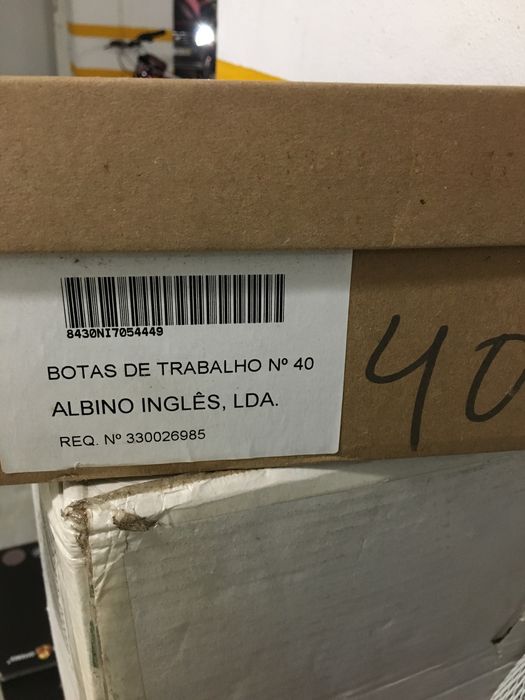 8430NI7054449
BOTAS DE TRABALHO Nº 40
ALBINO INGLÊS, LDA.
REQ. Nº 330026985
40